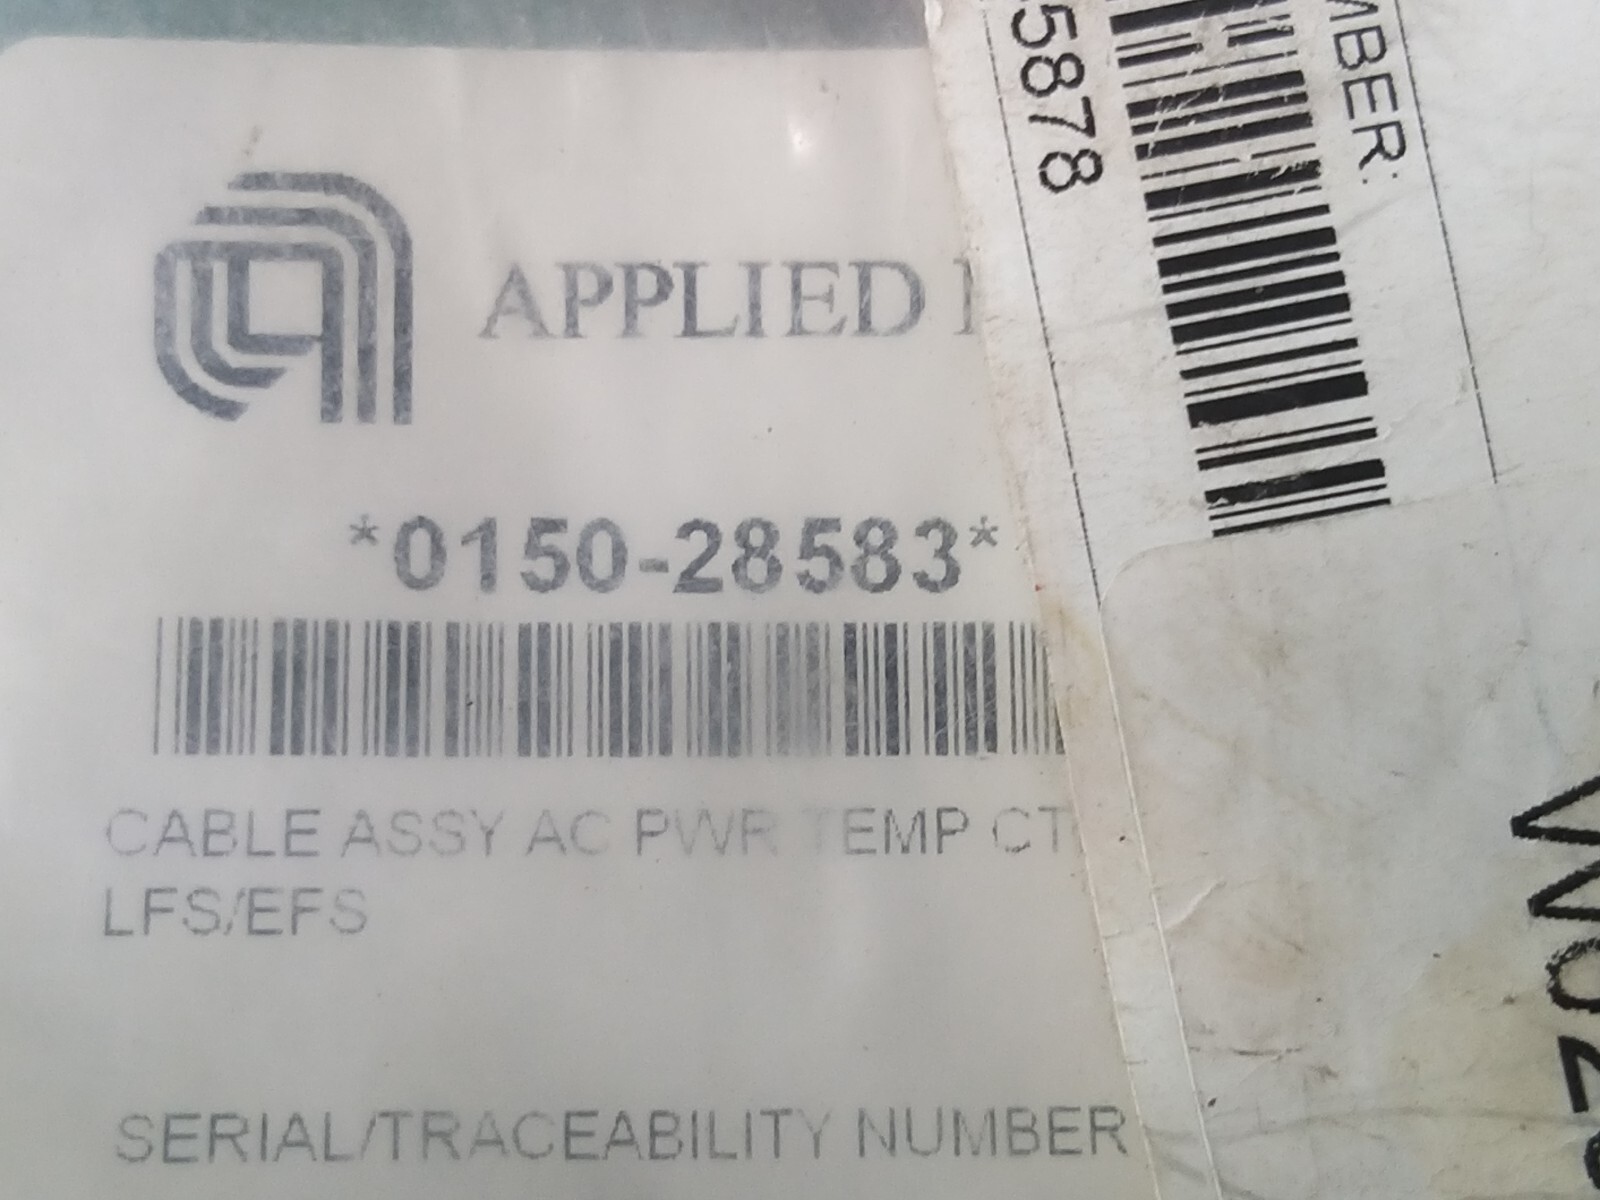 APPLIED
*0150-28583*
CABLE ASSY AC PWR TEMP CT
LFS/EFS
SERIAL/TRACEABILITY NUMBER
MBER:
5878